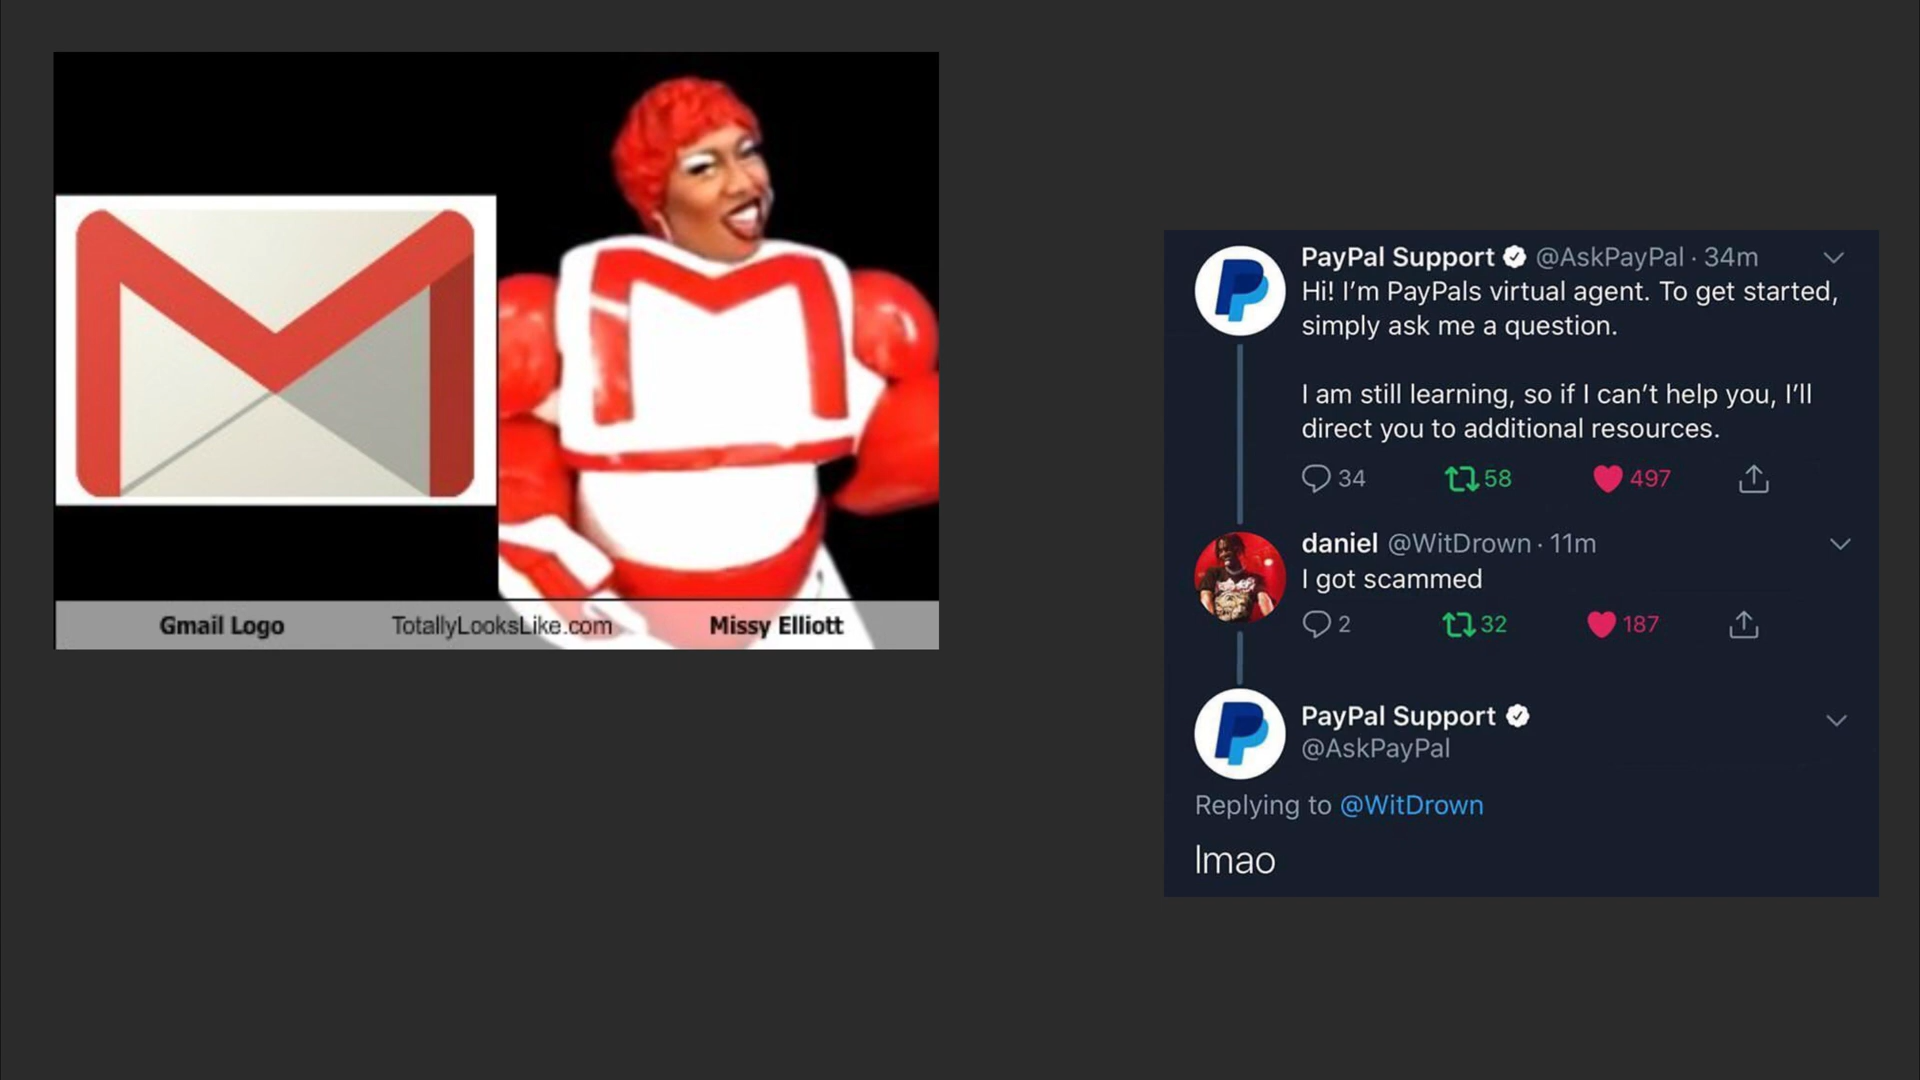 Gmail Logo
TotallyLooksLike.com
Missy Elliott
PayPal Support @AskPayPal · 34m
Hi! I’m PayPals virtual agent. To get started,
simply ask me a question.
I am still learning, so if I can’t help you, I’ll
direct you to additional resources.
34 58 497
daniel @WitDrown · 11m
I got scammed
2 32 187
PayPal Support
@AskPayPal
Replying to @WitDrown
lmao